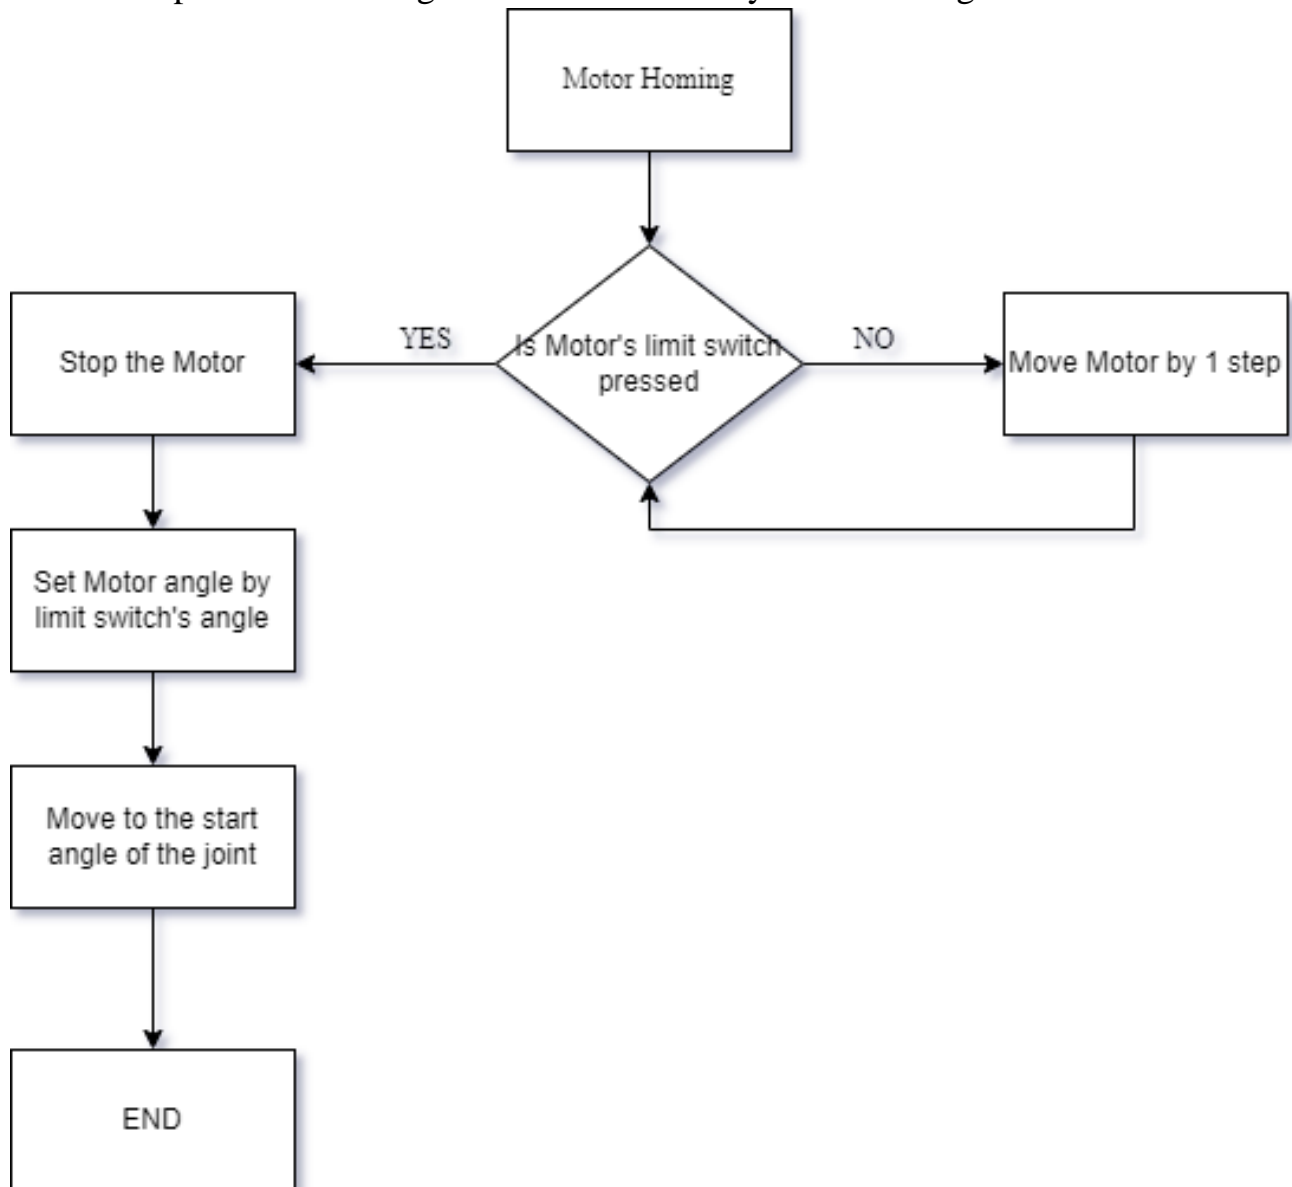 Motor Homing
YES
Is Motor's limit switch
pressed
NO
Stop the Motor
Move Motor by 1 step
Set Motor angle by
limit switch's angle
Move to the start
angle of the joint
END